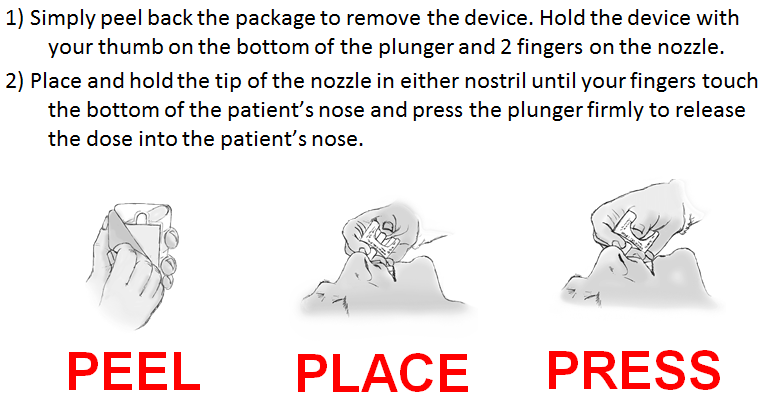 1) Simply peel back the package to remove the device. Hold the device with
your thumb on the bottom of the plunger and 2 fingers on the nozzle.
2) Place and hold the tip of the nozzle in either nostril until your fingers touch
the bottom of the patient’s nose and press the plunger firmly to release
the dose into the patient’s nose.
PEEL PLACE PRESS